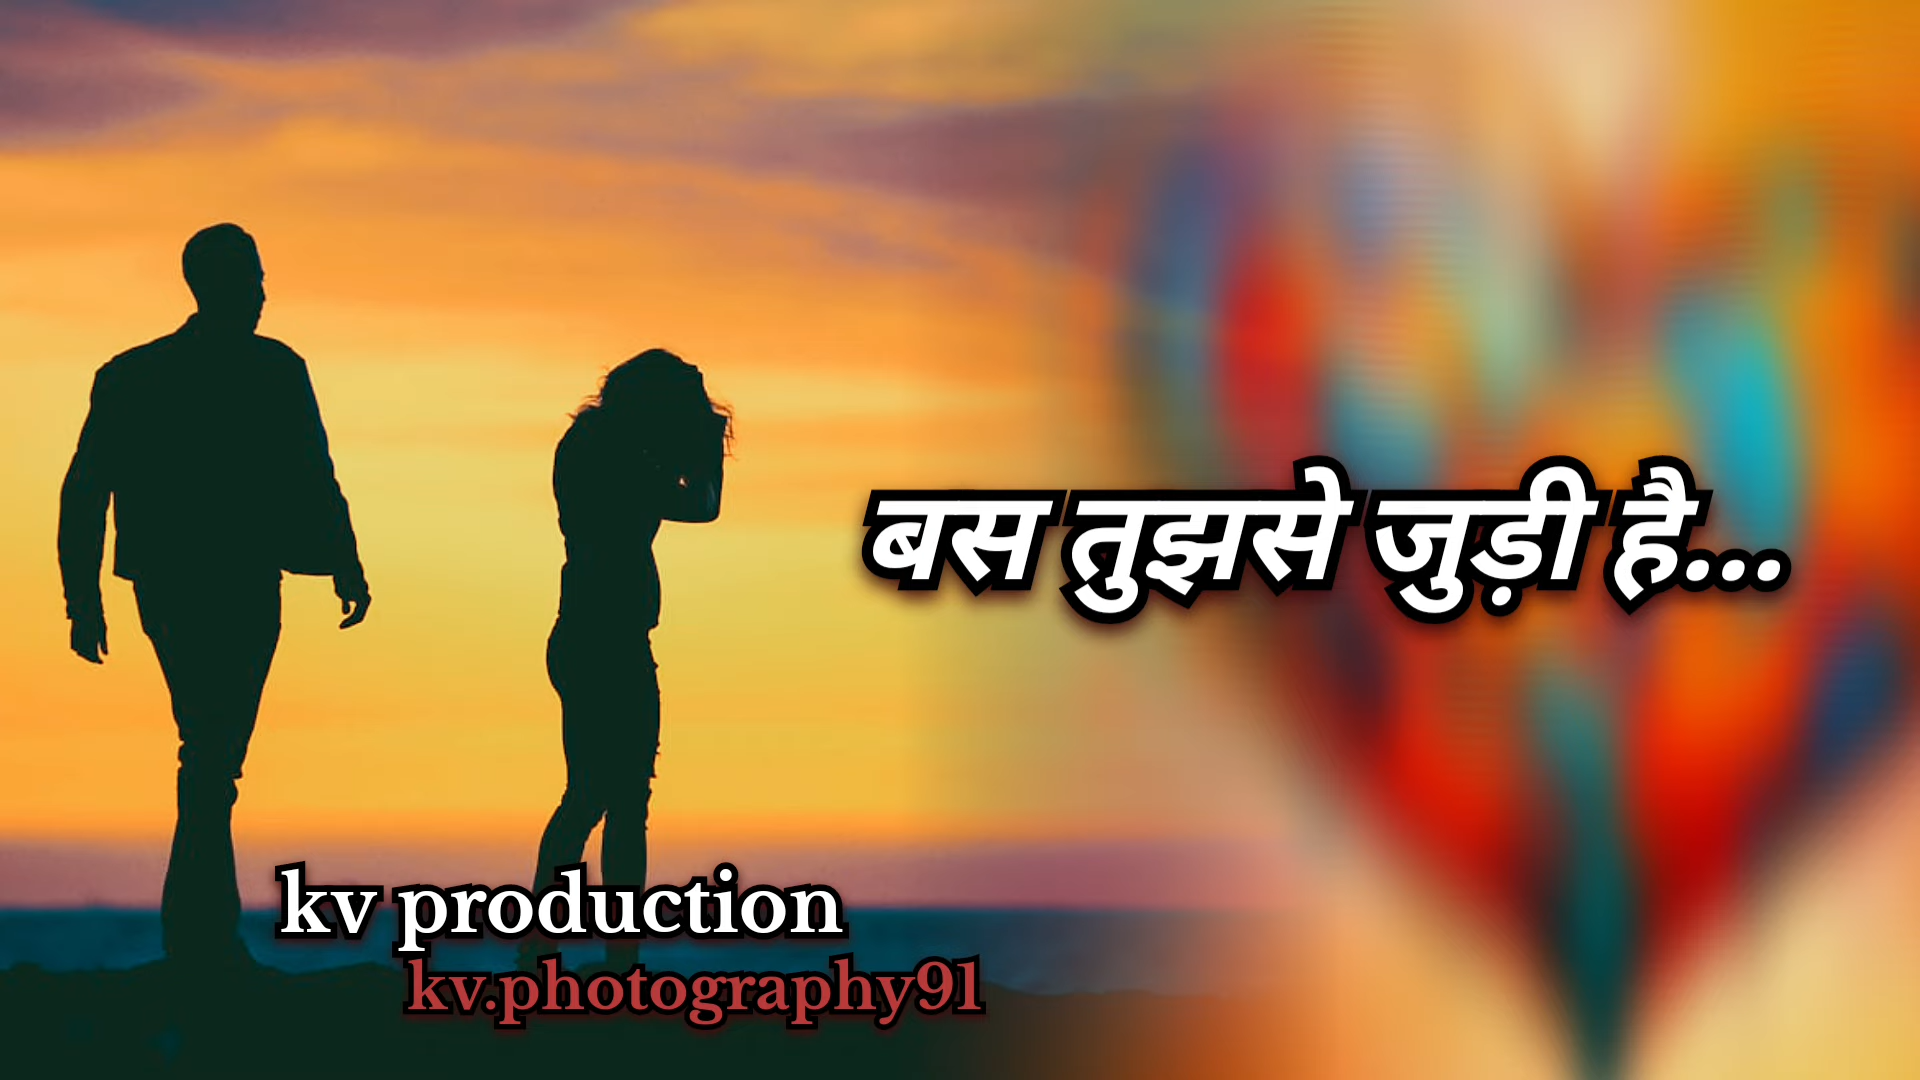 बस तुझसे जुड़ी है...
kv production
kv.photography91